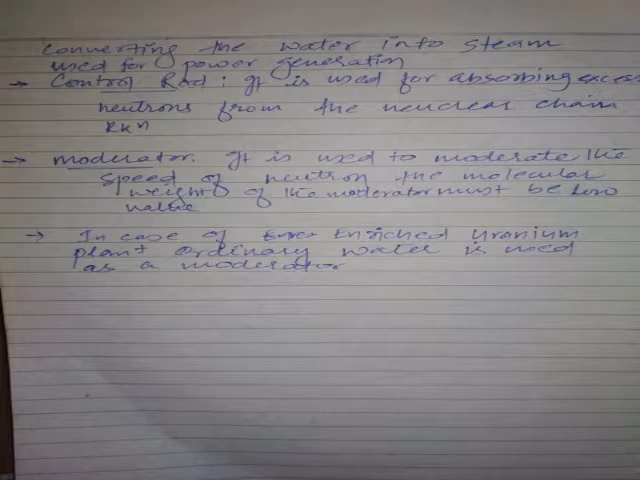 converting the water into steam
used for power generation
→ Control Rod : It is used for absorbing excess
neutrons from the neuclear chain
Rxn
→ moderator. It is used to moderate the
speed of neutron the molecular
weight of the moderator must be low
value
→ In case of Enriched Uranium
plant ordinary water is used
as a moderator